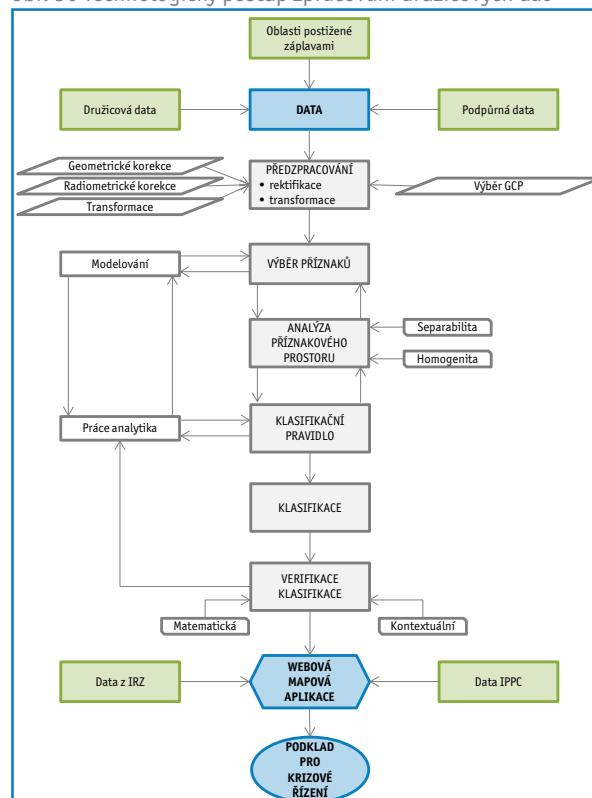 Oblasti postižené
záplavami
Družicová data
DATA
Podpůrná data
Geometrické korekce
Radiometrické korekce
Transformace
PŘEDZPRACOVÁNÍ
• rektifikace
• transformace
Výběr GCP
Modelování
VÝBĚR PŘÍZNAKŮ
ANALÝZA
PŘÍZNAKOVÉHO
PROSTORU
Separabilita
Homogenita
Práce analytika
KLASIFIKAČNÍ
PRAVIDLO
KLASIFIKACE
VERIFIKACE
KLASIFIKACE
Matematická
Kontextuální
Data z IRZ
WEBOVÁ
MAPOVÁ
APLIKACE
Data IPPC
PODKLAD
PRO
KRIZOVÉ
ŘÍZENÍ